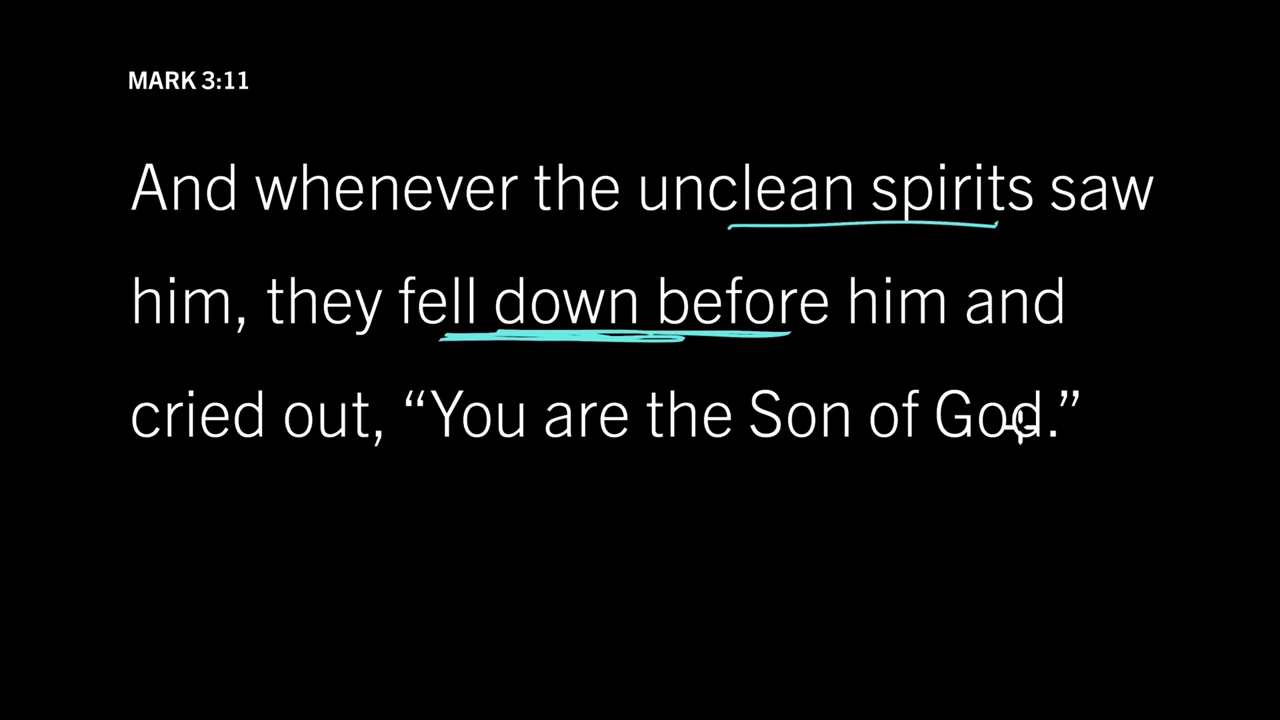 MARK 3:11
And whenever the unclean spirits saw
him, they fell down before him and
cried out, “You are the Son of God.”